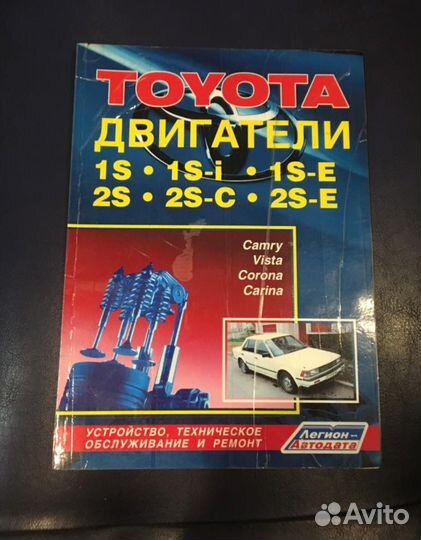 TOYOTA
ДВИГАТЕЛИ
1S • 1S-i • 1S-E
2S • 2S-C • 2S-E
Camry
Vista
Corona
Carina
УСТРОЙСТВО, ТЕХНИЧЕСКОЕ
ОБСЛУЖИВАНИЕ И РЕМОНТ
Легион-
Автодата
Avito